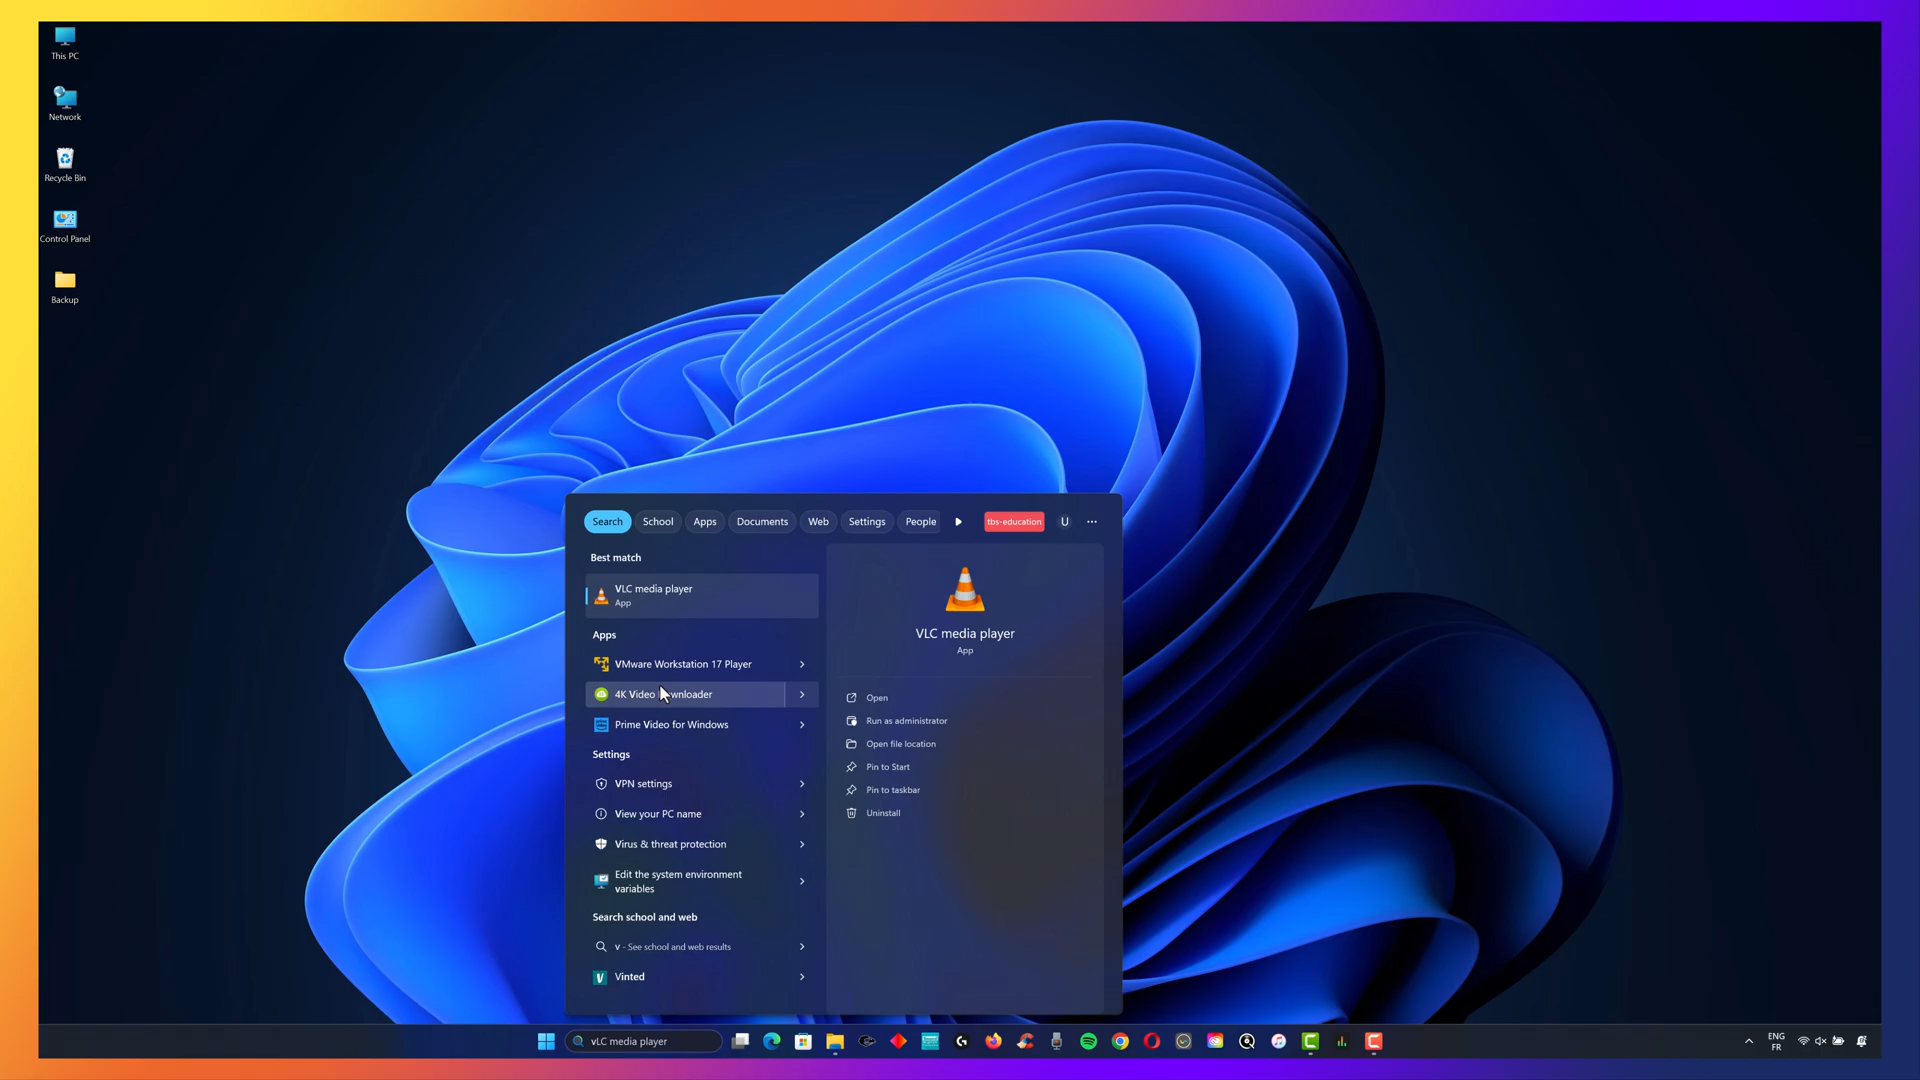 This PC
Network
Recycle Bin
Control Panel
Backup
Search
School
Apps
Documents
Web
Settings
People
tbs-education
U
Best match
VLC media player
App
Apps
VMware Workstation 17 Player
4K Video
Prime Video for Windows
Settings
VPN settings
View your PC name
Virus & threat protection
Edit the system environment
variables
Search school and web
v - See school and web results
Vinted
VLC media player
App
Open
Run as administrator
Open file location
Pin to Start
Pin to taskbar
Uninstall
vLC media player
ENG
FR